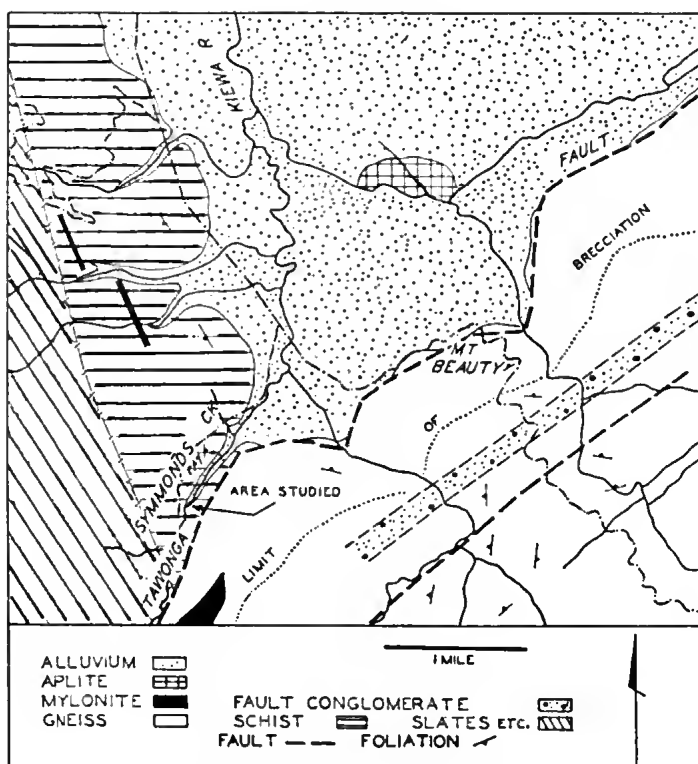 KIEWA R
FAULT
BRECCIATION
MT
BEAUTY
OF
SYMMONDS CK
AREA STUDIED
LIMIT
TAWONGA
1 MILE
ALLUVIUM
APLITE
MYLONITE
GNEISS
FAULT CONGLOMERATE
SCHIST SLATES ETC.
FAULT FOLIATION